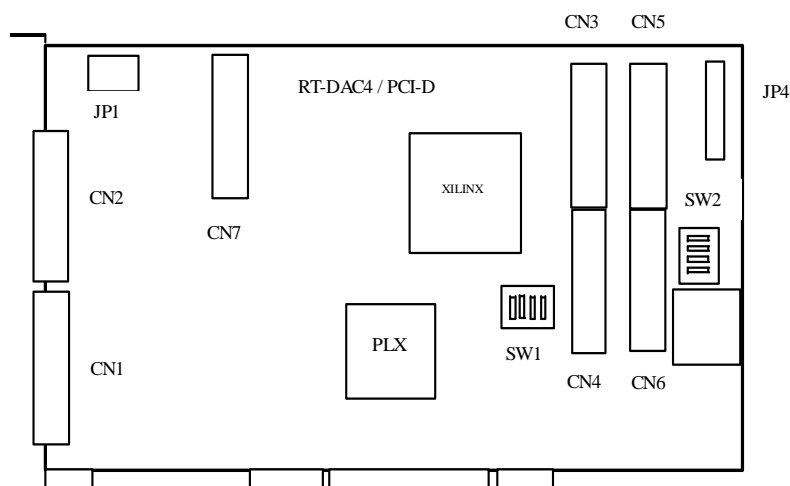 CN3 CN5
RT-DAC4 / PCI-D
JP4
JP1
XILINX
CN2
SW2
CN7
PLX
SW1
CN1
CN4 CN6